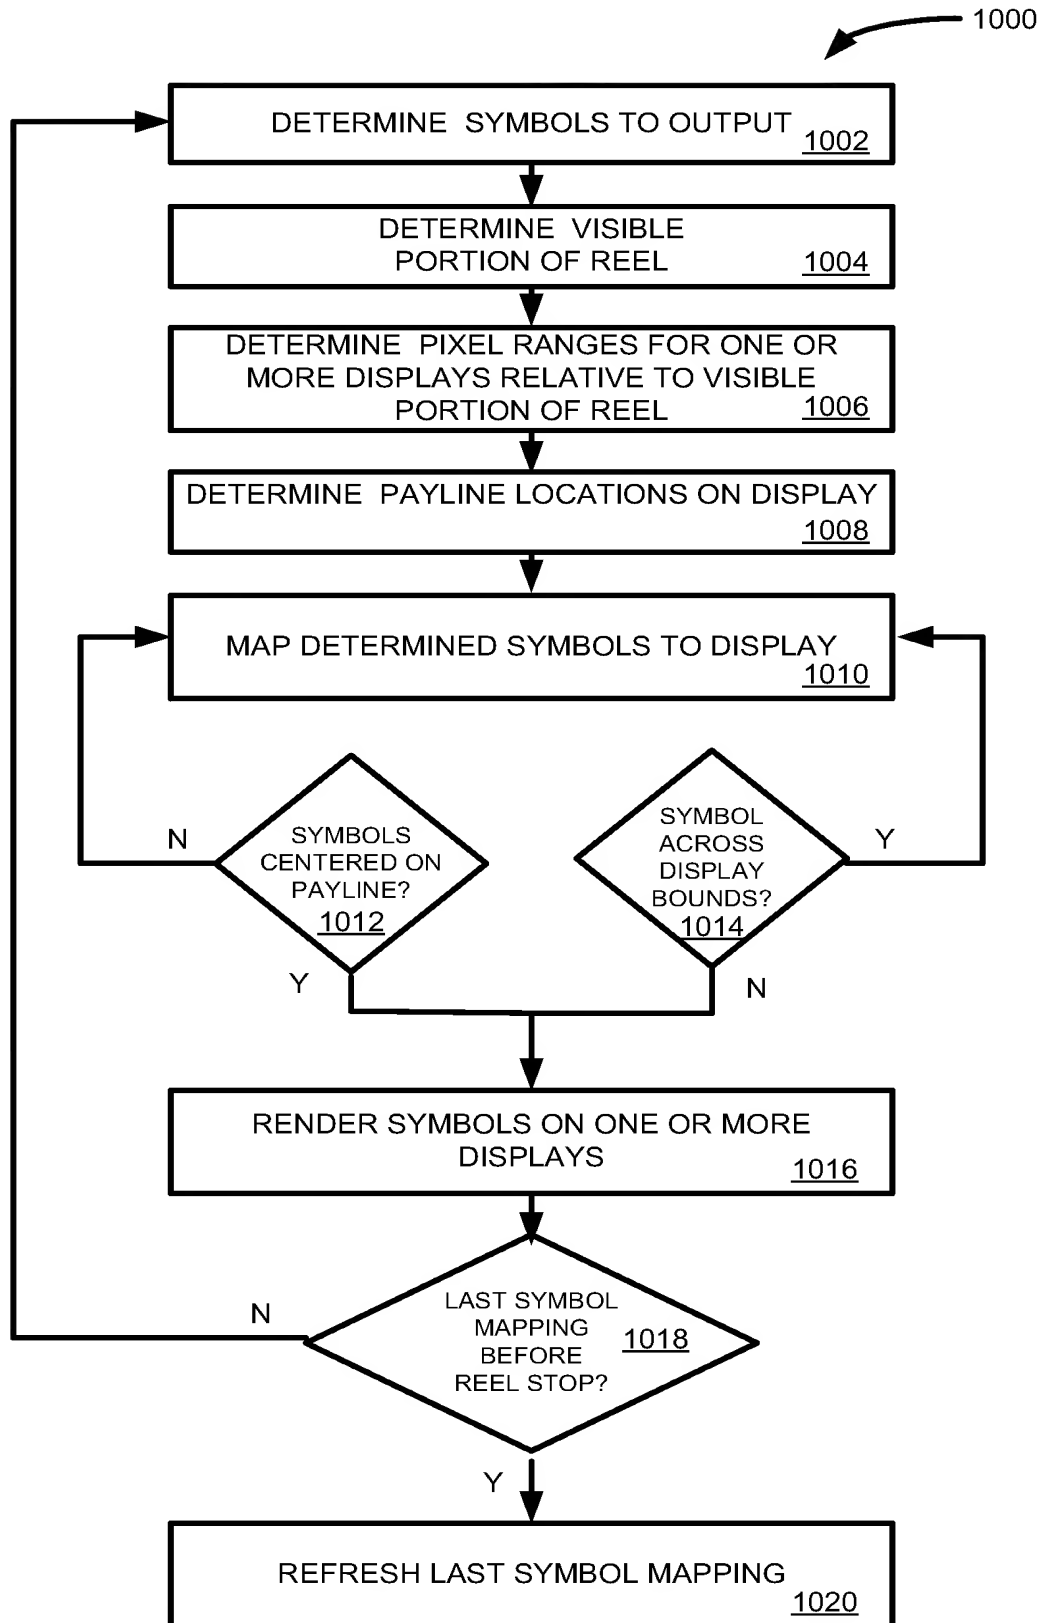 1000
DETERMINE SYMBOLS TO OUTPUT
1002
DETERMINE VISIBLE
PORTION OF REEL
1004
DETERMINE PIXEL RANGES FOR ONE OR
MORE DISPLAYS RELATIVE TO VISIBLE
PORTION OF REEL
1006
DETERMINE PAYLINE LOCATIONS ON DISPLAY
1008
MAP DETERMINED SYMBOLS TO DISPLAY
1010
N
SYMBOLS
CENTERED ON
PAYLINE?
1012
Y
SYMBOL
ACROSS
DISPLAY
BOUNDS?
1014
Y
N
RENDER SYMBOLS ON ONE OR MORE
DISPLAYS
1016
N
LAST SYMBOL
MAPPING
BEFORE
REEL STOP?
1018
Y
REFRESH LAST SYMBOL MAPPING
1020